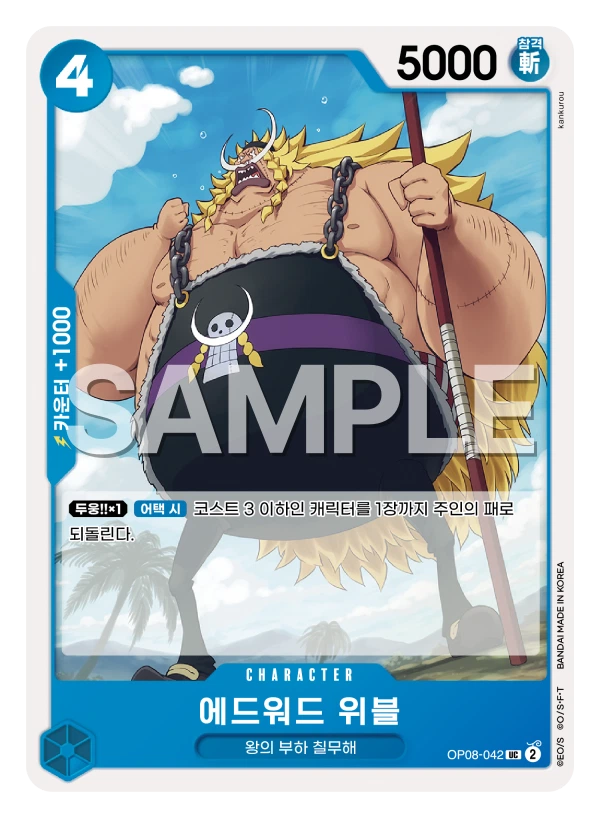 4
5000
참격
斬
kankurou
⚡카운터 +1000
SAMPLE
두웅!!×1 어택 시 코스트 3 이하인 캐릭터를 1장까지 주인의 패로
되돌린다.
CHARACTER
에드워드 위블
왕의 부하 칠무해
OP08-042 UC 2
BANDAI MADE IN KOREA
©EO/S ©O/S·F·T